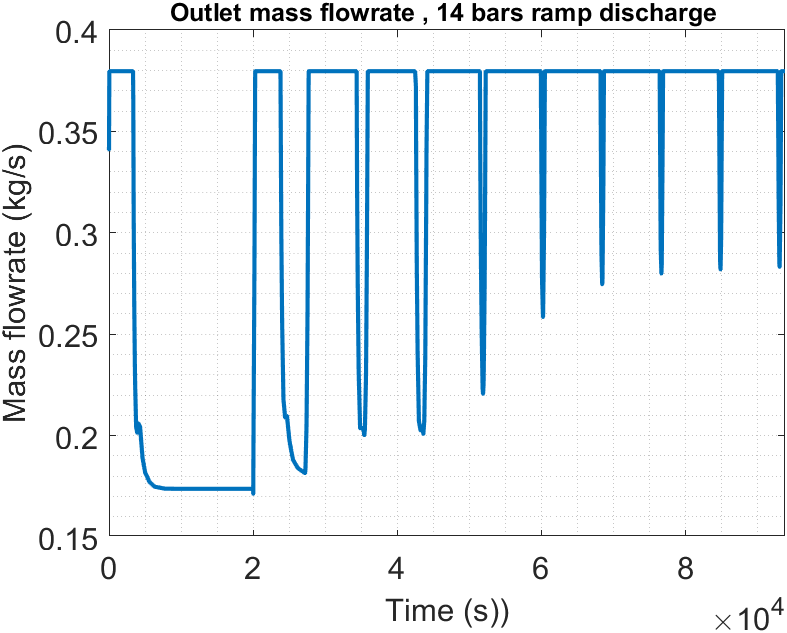 Outlet mass flowrate , 14 bars ramp discharge
Mass flowrate (kg/s)
0.4
0.35
0.3
0.25
0.2
0.15
0 2 4 6 8
Time (s))
×10⁴